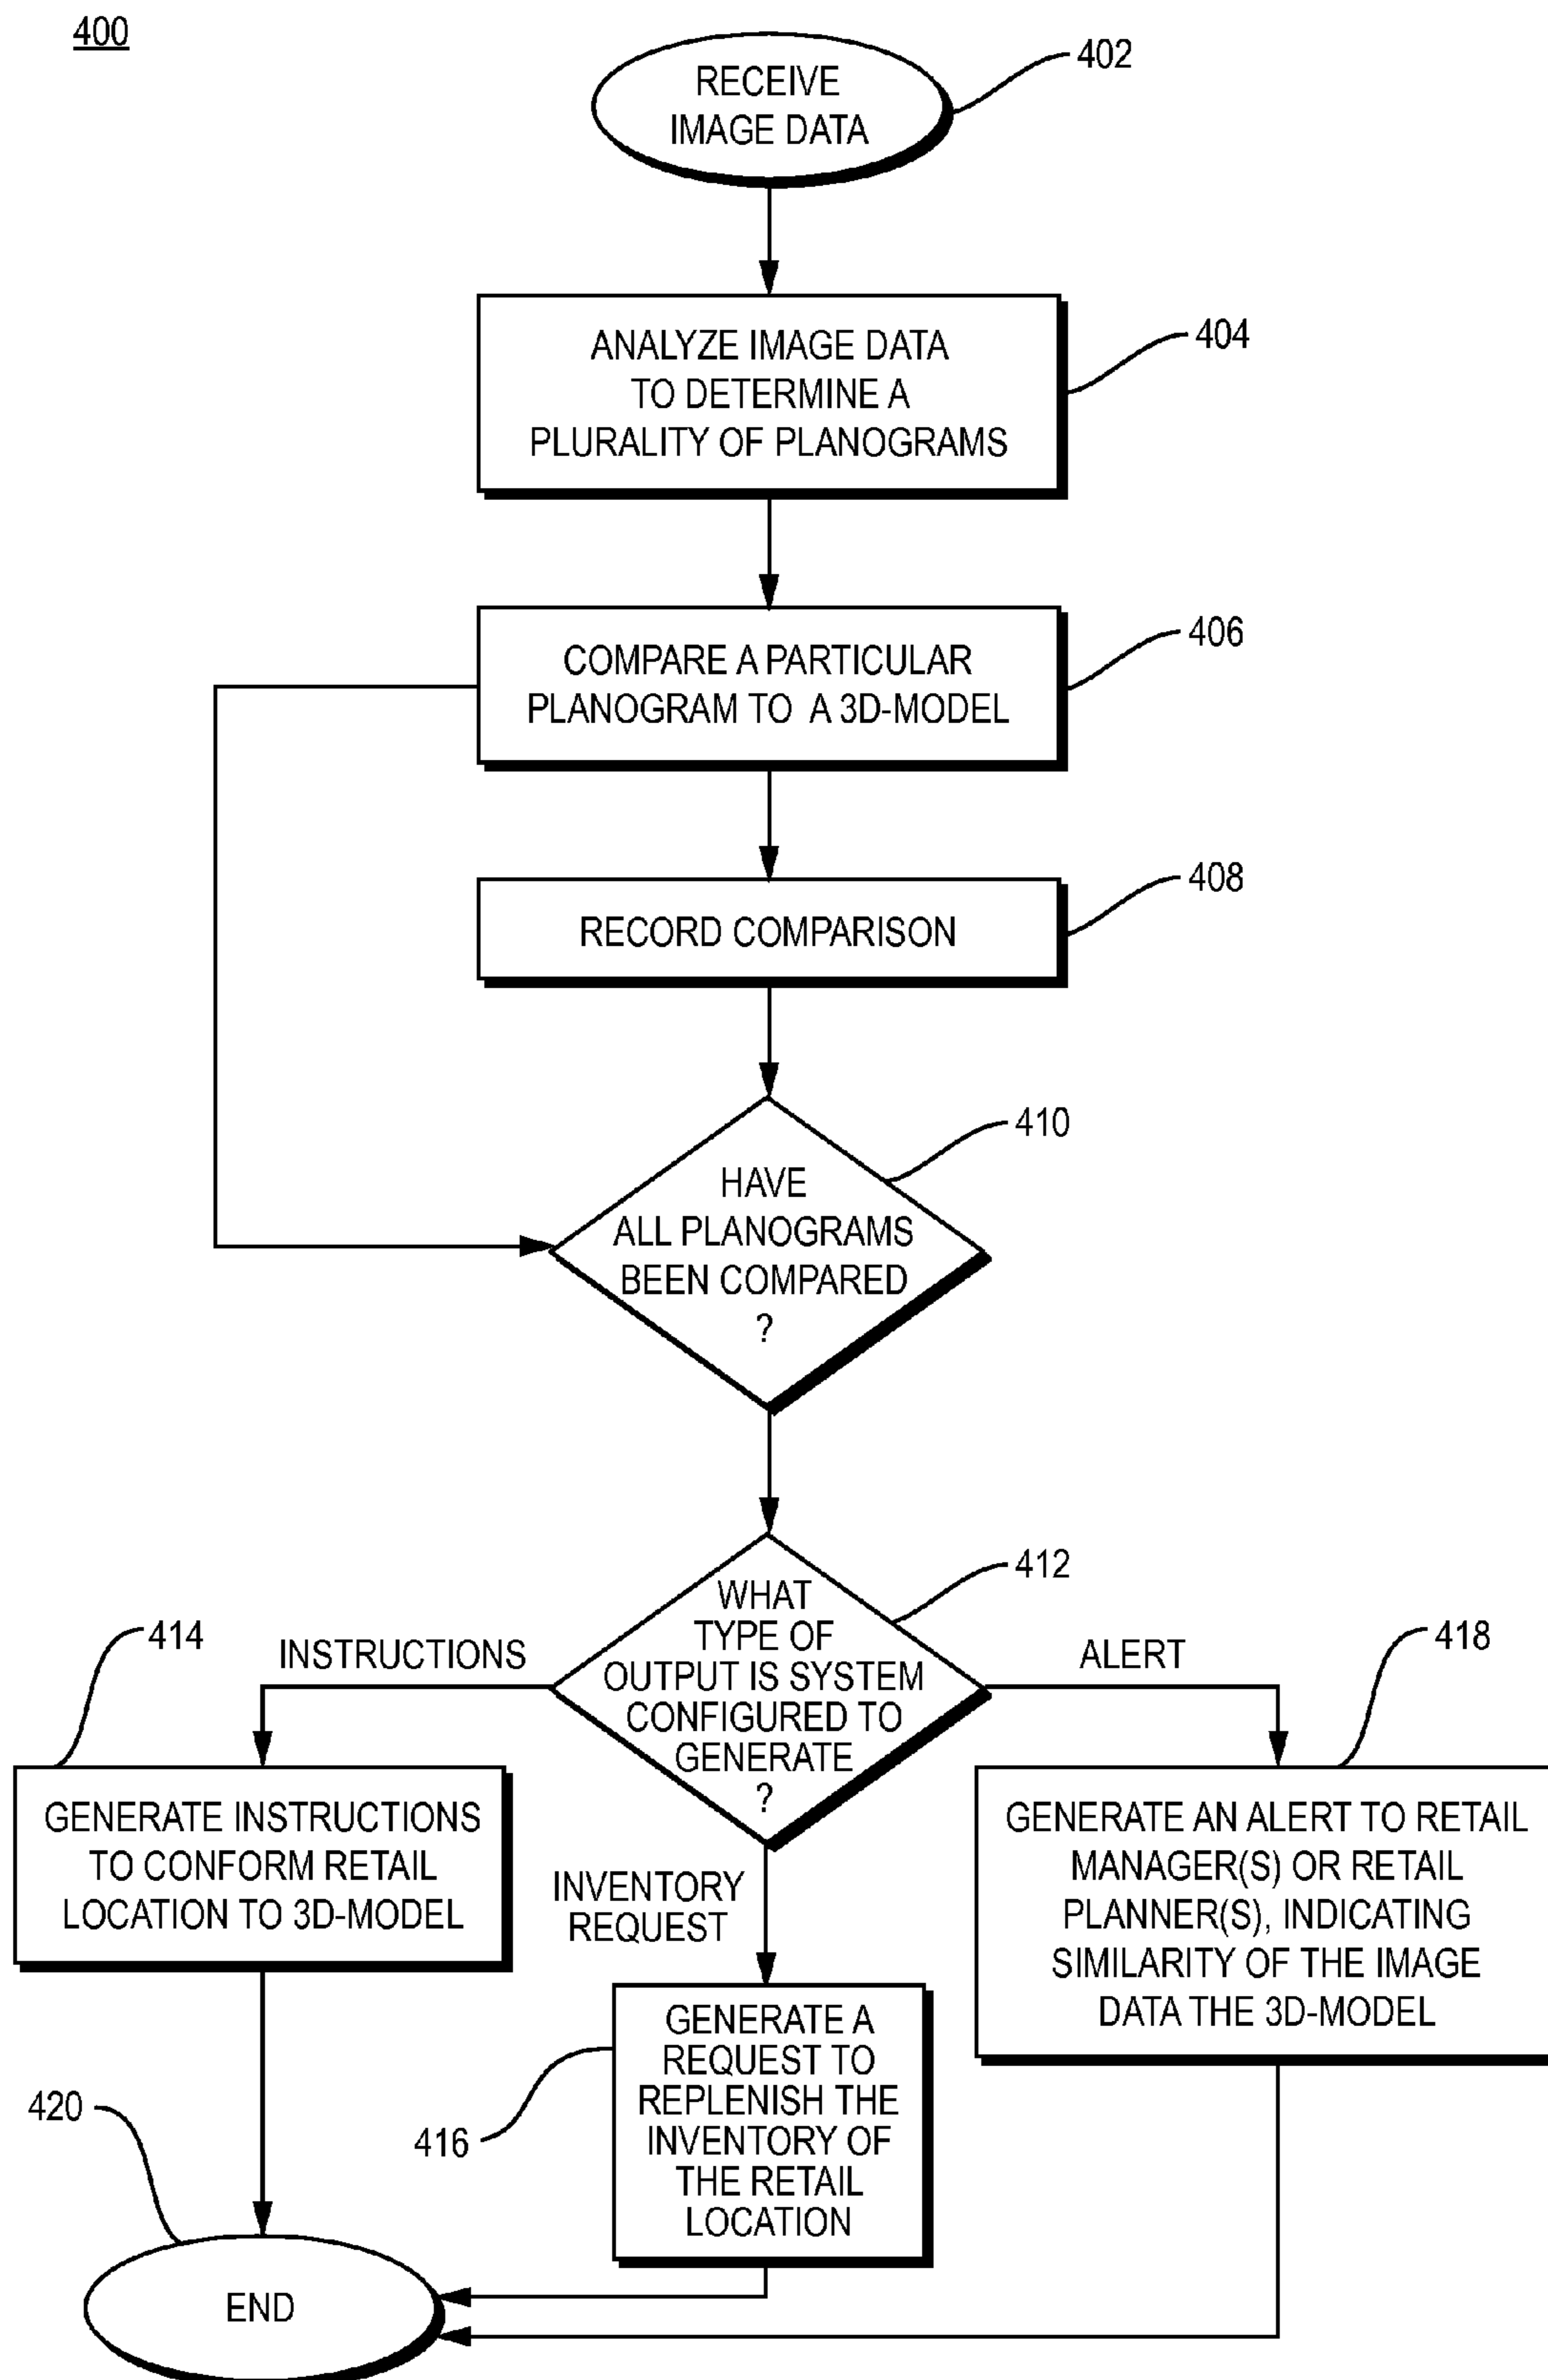 400
RECEIVE
IMAGE DATA
402
ANALYZE IMAGE DATA
TO DETERMINE A
PLURALITY OF PLANOGRAMS
404
COMPARE A PARTICULAR
PLANOGRAM TO A 3D-MODEL
406
RECORD COMPARISON
408
HAVE
ALL PLANOGRAMS
BEEN COMPARED
?
410
WHAT
TYPE OF
OUTPUT IS SYSTEM
CONFIGURED TO
GENERATE
?
412
INSTRUCTIONS
414
GENERATE INSTRUCTIONS
TO CONFORM RETAIL
LOCATION TO 3D-MODEL
INVENTORY
REQUEST
GENERATE A
REQUEST TO
REPLENISH THE
INVENTORY OF
THE RETAIL
LOCATION
416
ALERT
418
GENERATE AN ALERT TO RETAIL
MANAGER(S) OR RETAIL
PLANNER(S), INDICATING
SIMILARITY OF THE IMAGE
DATA THE 3D-MODEL
420
END